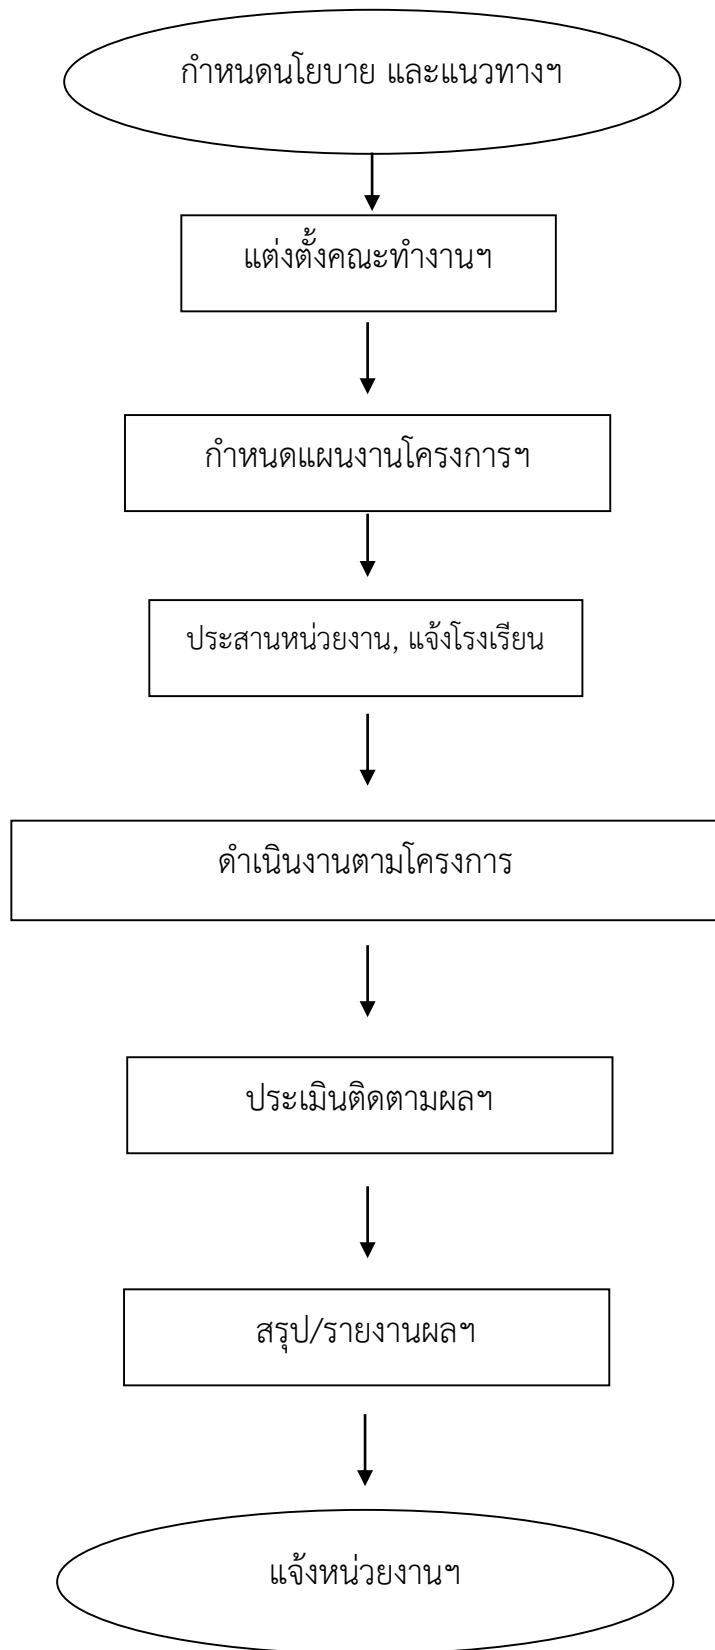 กำหนดนโยบาย และแนวทางฯ
แต่งตั้งคณะทำงานฯ
กำหนดแผนงานโครงการฯ
ประสานหน่วยงาน, แจ้งโรงเรียน
ดำเนินงานตามโครงการ
ประเมินติดตามผลฯ
สรุป/รายงานผลฯ
แจ้งหน่วยงานฯ